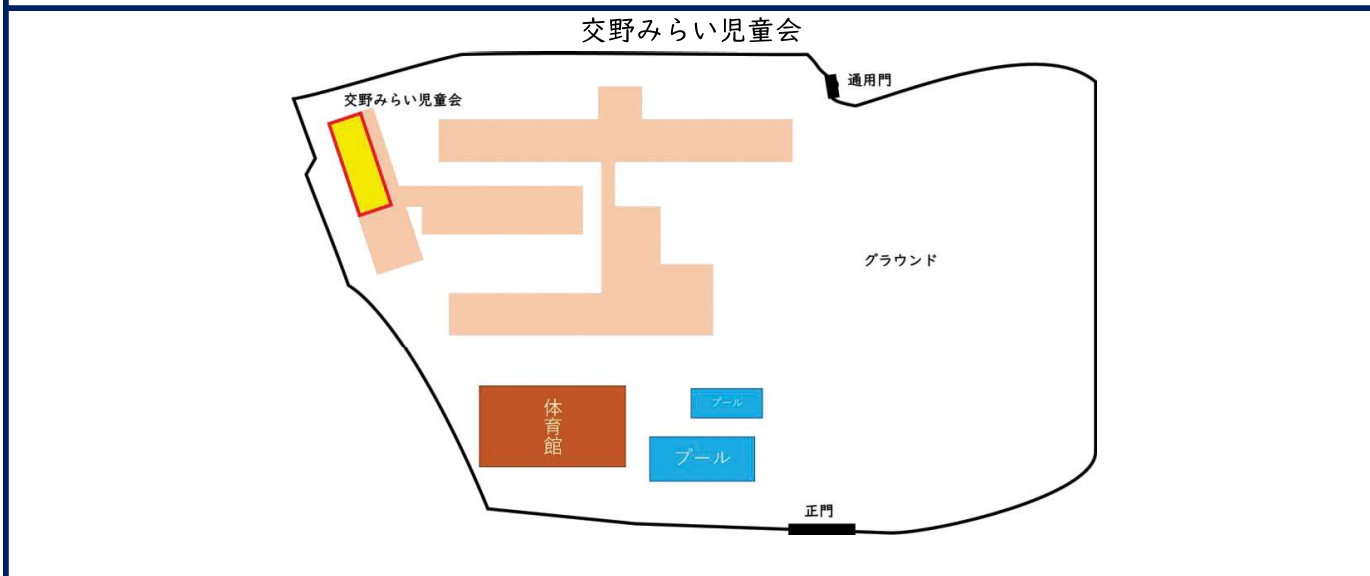 交野みらい児童会
通用門
交野みらい児童会
グラウンド
体育館
プール
プール
正門